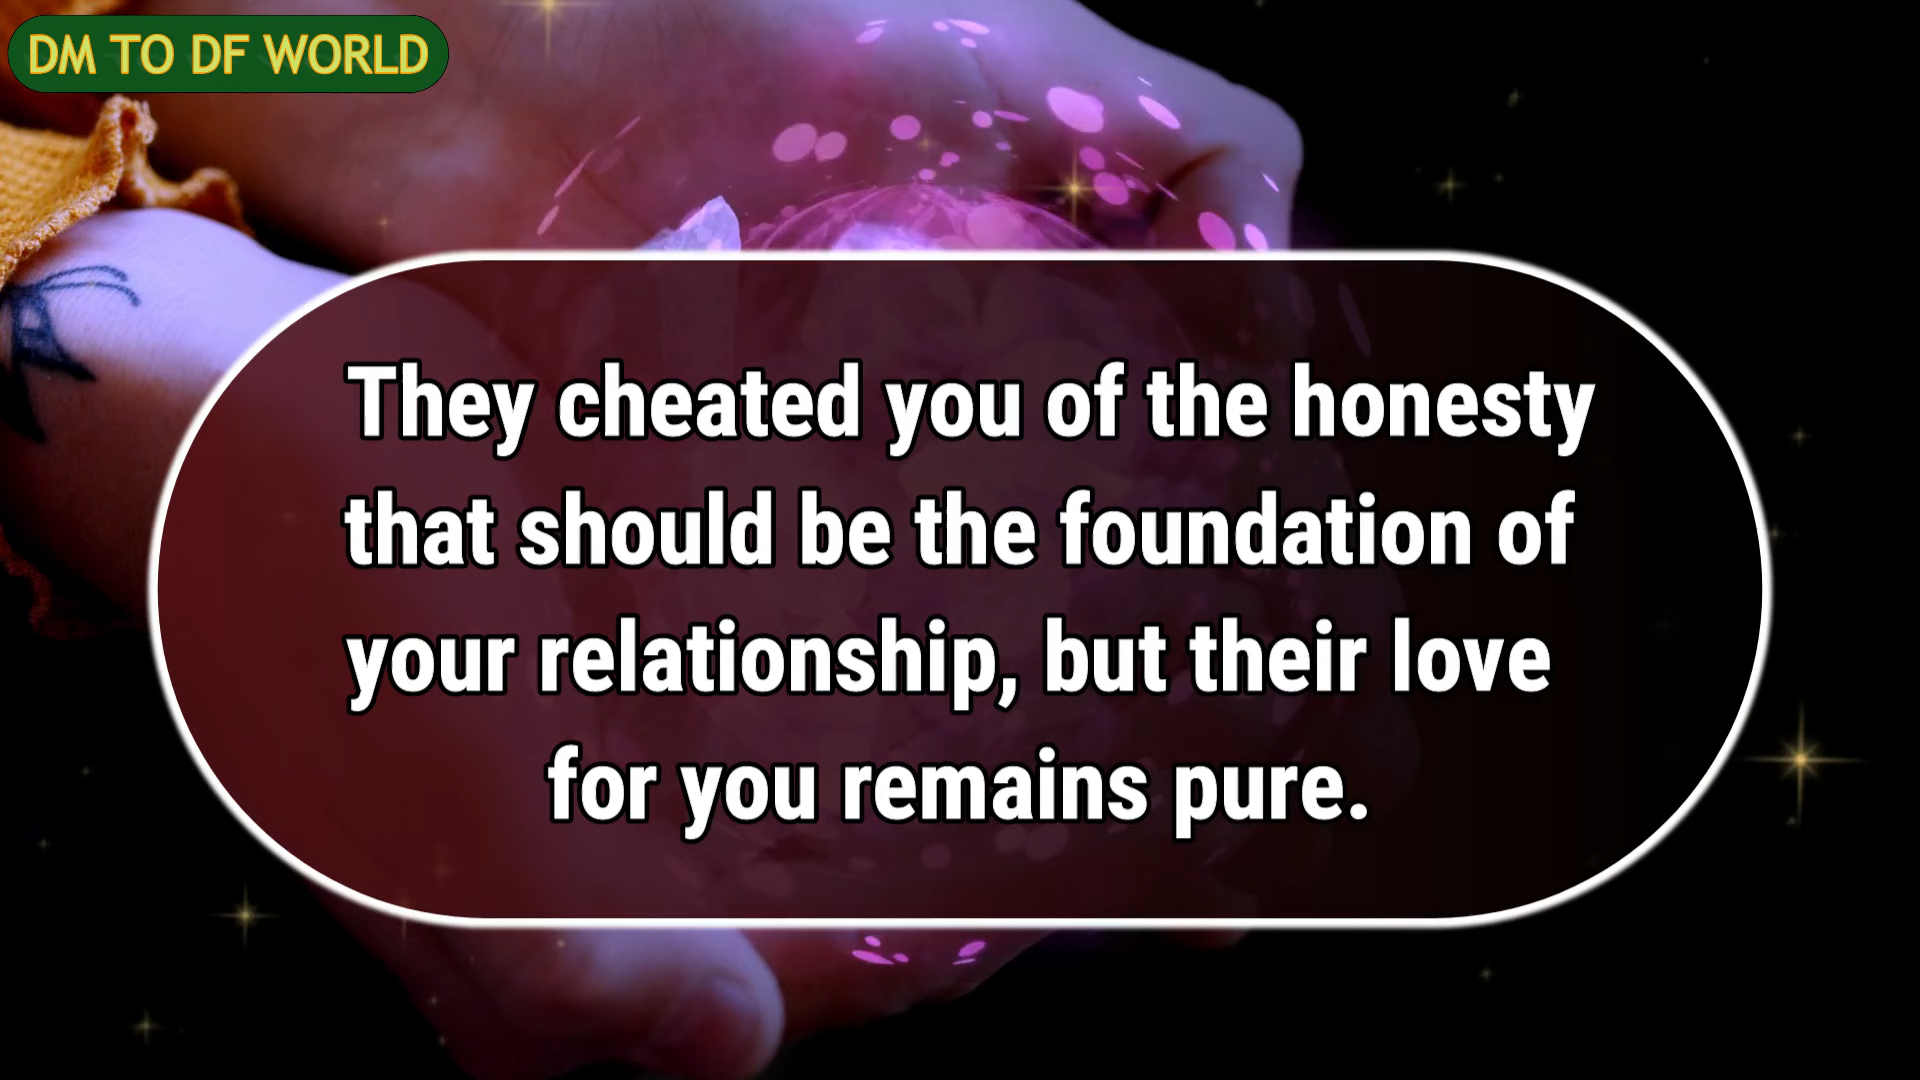 DM TO DF WORLD
They cheated you of the honesty
that should be the foundation of
your relationship, but their love
for you remains pure.